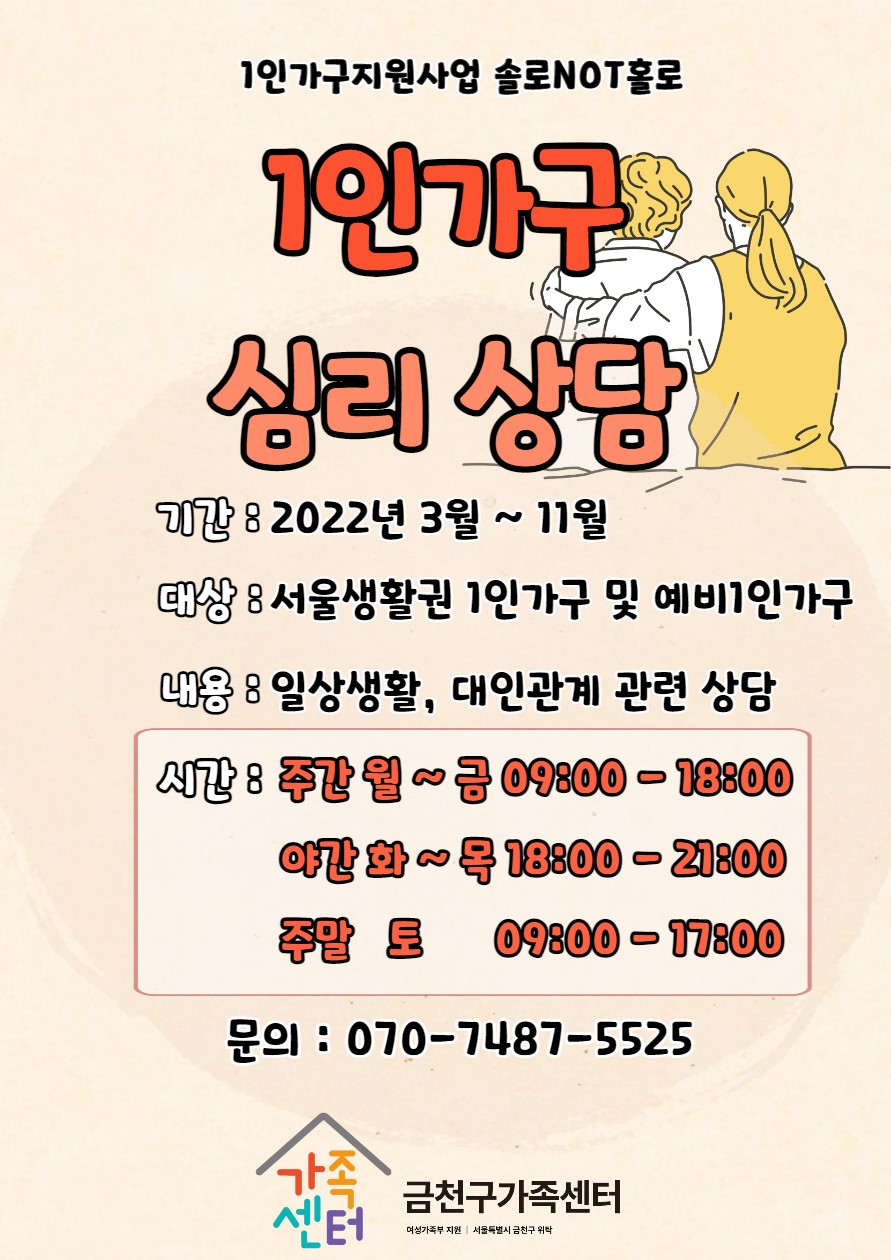 1인가구지원사업 솔로NOT홀로
1인가구
심리 상담
기간 : 2022년 3월 ~ 11월
대상 : 서울생활권 1인가구 및 예비1인가구
내용 : 일상생활, 대인관계 관련 상담
시간 : 주간 월 ~ 금 09:00 - 18:00
야간 화 ~ 목 18:00 - 21:00
주말 토 09:00 - 17:00
문의 : 070-7487-5525
가족
센터
금천구가족센터
여성가족부 지원 | 서울특별시 금천구 위탁